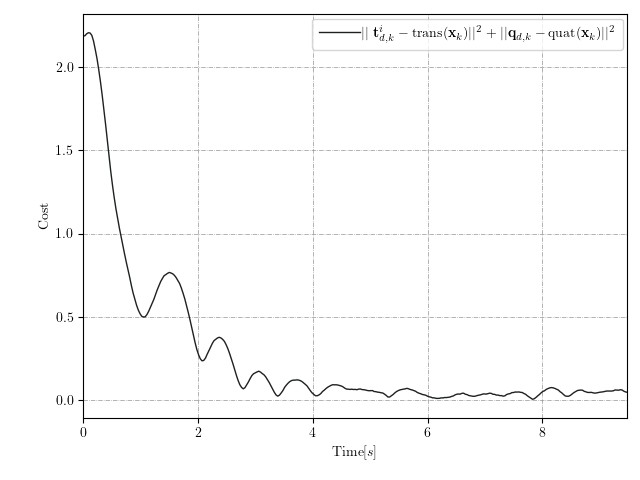 || t^i_{d,k} − trans(x_k)||² + ||q_{d,k} − quat(x_k)||²
2.0
1.5
1.0
0.5
0.0
Cost
0 2 4 6 8
Time[s]